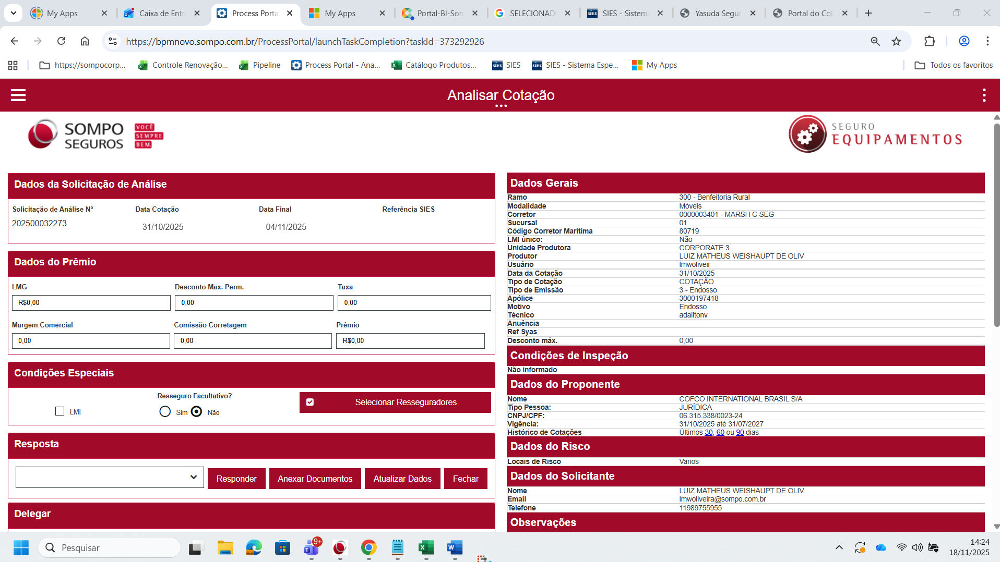 My Apps
Caixa de Entr
Process Porta
My Apps
Portal-BI-Som
SELECIONAD
SIES - Sistema
Yasuda Segur
Portal do Col
https://bpmnovo.sompo.com.br/ProcessPortal/launchTaskCompletion?taskId=373292926
https://sompocorp...
Controle Renovação...
Pipeline
Process Portal - Ana...
Catálogo Produtos...
SIES
SIES - Sistema Espe...
My Apps
Todos os favoritos
Analisar Cotação
SOMPO
SEGUROS
VOCÊ
SEMPRE
BEM.
SEGURO
EQUIPAMENTOS
Dados da Solicitação de Análise
Solicitação de Análise Nº
Data Cotação
Data Final
Referência SIES
202500032273
31/10/2025
04/11/2025
Dados do Prêmio
LMG
Desconto Max. Perm.
Taxa
R$0,00
0,00
0,00
Margem Comercial
Comissão Corretagem
Prêmio
0,00
0,00
R$0,00
Condições Especiais
LMI
Resseguro Facultativo?
Sim
Não
Selecionar Resseguradores
Resposta
Responder
Anexar Documentos
Atualizar Dados
Fechar
Delegar
Dados Gerais
Ramo 300 - Benfeitoria Rural
Modalidade Móveis
Corretor 0000003401 - MARSH C SEG
Sucursal 01
Código Corretor Marítima 80719
LMI único: Não
Unidade Produtora CORPORATE 3
Produtor LUIZ MATHEUS WEISHAUPT DE OLIV
Usuário lmwoliveir
Data da Cotação 31/10/2025
Tipo de Cotação COTAÇÃO
Tipo de Emissão 3 - Endosso
Apólice 3000197418
Motivo Endosso
Técnico adailtonv
Anuência
Ref Syas
Desconto máx. 0,00
Condições de Inspeção
Não informado
Dados do Proponente
Nome COFCO INTERNATIONAL BRASIL S/A
Tipo Pessoa: JURÍDICA
CNPJ/CPF: 06.315.338/0023-24
Vigência: 31/10/2025 até 31/07/2027
Histórico de Cotações Últimos 30, 60 ou 90 dias
Dados do Risco
Locais de Risco Varios
Dados do Solicitante
Nome LUIZ MATHEUS WEISHAUPT DE OLIV
Email lmwoliveira@sompo.com.br
Telefone 11989755955
Observações
Pesquisar
9+
14:24
18/11/2025